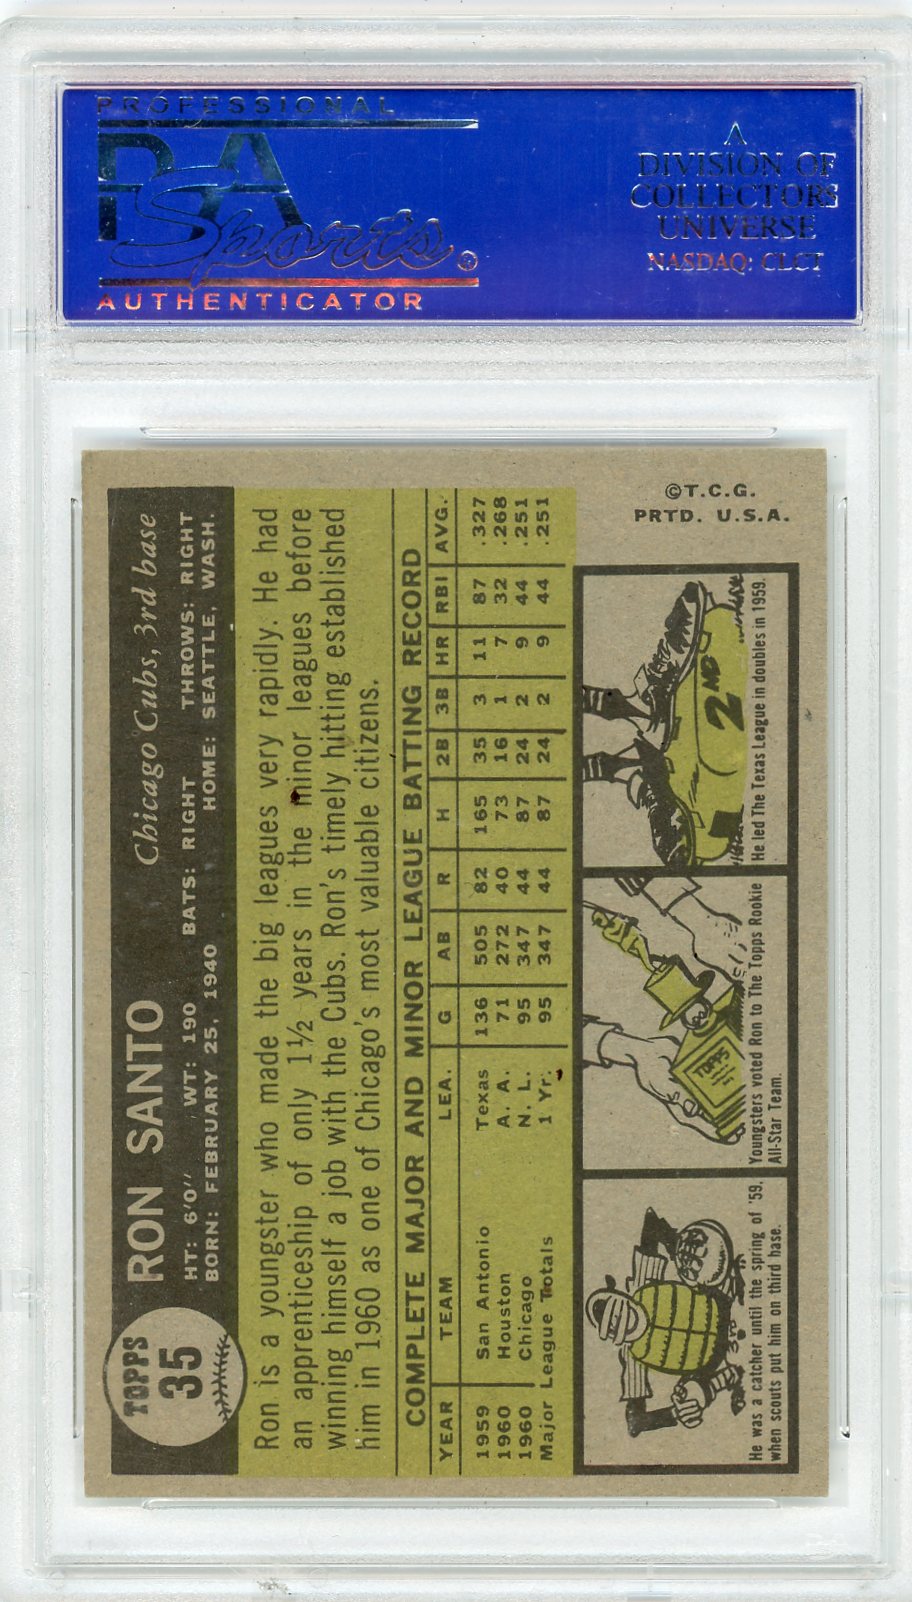 PROFESSIONAL
PSA
Sports®
AUTHENTICATOR
A
DIVISION OF
COLLECTORS
UNIVERSE
NASDAQ: CLCT
TOPPS
35
RON SANTO Chicago Cubs, 3rd base
HT: 6'0" WT: 190 BATS: RIGHT THROWS: RIGHT
BORN: FEBRUARY 25, 1940 HOME: SEATTLE, WASH.
Ron is a youngster who made the big leagues very rapidly. He had
an apprenticeship of only 1½ years in the minor leagues before
winning himself a job with the Cubs. Ron's timely hitting established
him in 1960 as one of Chicago's most valuable citizens.
COMPLETE MAJOR AND MINOR LEAGUE BATTING RECORD
YEAR TEAM LEA. G AB R H 2B 3B HR RBI AVG.
1959 San Antonio Texas 136 505 82 165 35 3 11 87 .327
1960 Houston A. A. 71 272 40 73 16 1 7 32 .268
1960 Chicago N. L. 95 347 44 87 24 2 9 44 .251
Major League Totals 1 Yr. 95 347 44 87 24 2 9 44 .251
3RD
He was a catcher until the spring of '59,
when scouts put him on third base.
TOPPS
Youngsters voted Ron to The Topps Rookie
All-Star Team.
2ND
He led The Texas League in doubles in 1959.
©T.C.G.
PRTD. U.S.A.